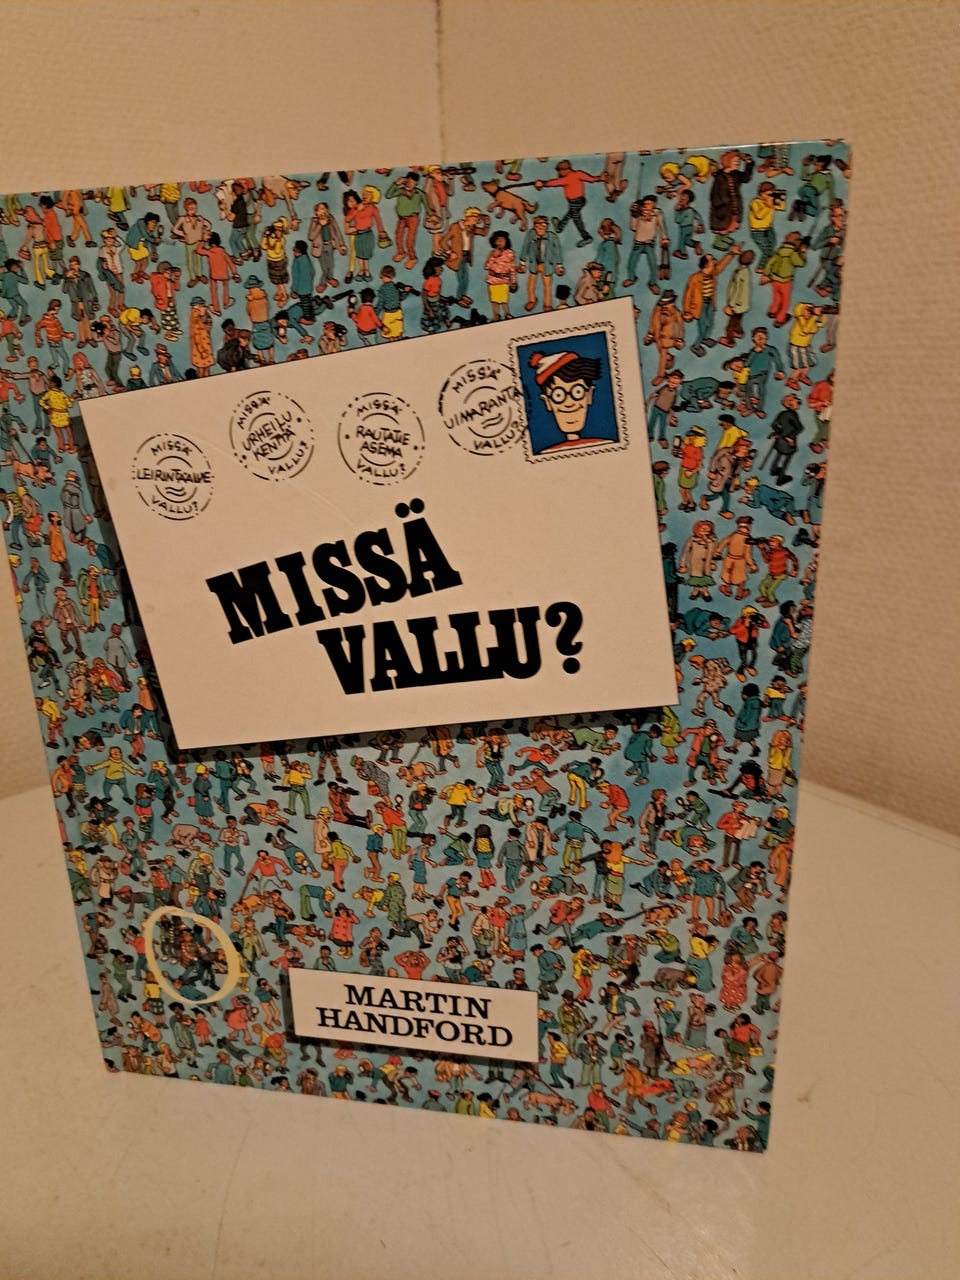 MISSÄ
LEIRINTÄALUE
VALLU?
MISSÄ
URHEILU
KENTTÄ
VALLU?
MISSÄ
RAUTATIE
ASEMA
VALLU?
MISSÄ
UIMARANTA
VALLU?
MISSÄ
VALLU?
MARTIN
HANDFORD